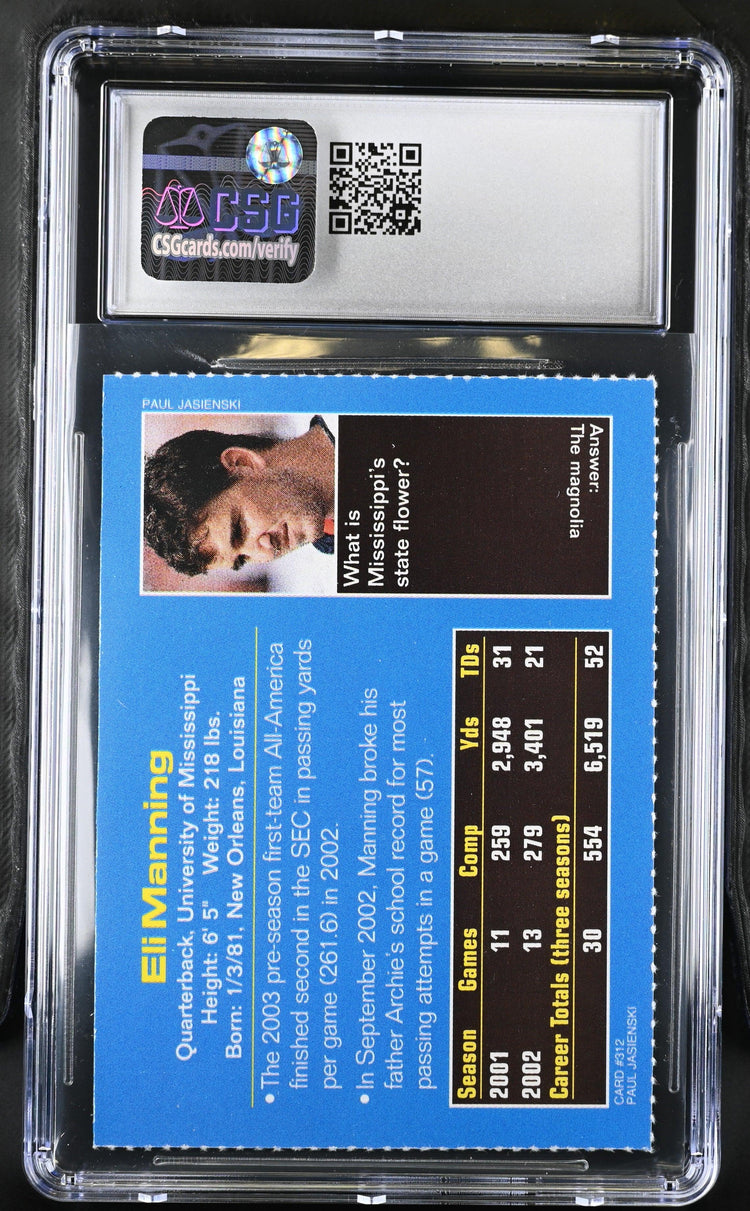 CSG
CSGcards.com/verify
PAUL JASIENSKI
What is
Mississippi's
state flower?
Answer:
The magnolia
Eli Manning
Quarterback, University of Mississippi
Height: 6' 5" Weight: 218 lbs.
Born: 1/3/81, New Orleans, Louisiana
• The 2003 pre-season first-team All-America
finished second in the SEC in passing yards
per game (261.6) in 2002.
• In September 2002, Manning broke his
father Archie's school record for most
passing attempts in a game (57).
Season Games Comp Yds TDs
2001 11 259 2,948 31
2002 13 279 3,401 21
Career Totals (three seasons)
30 554 6,519 52
CARD #312
PAUL JASIENSKI